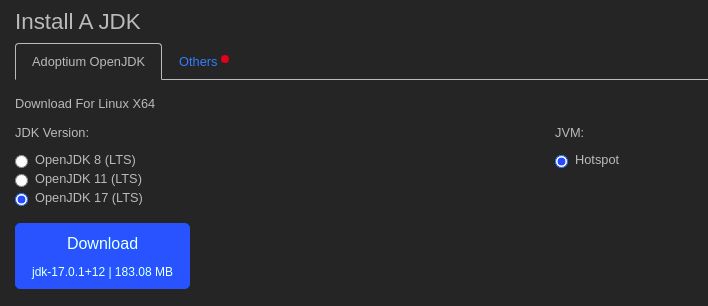 Install A JDK
Adoptium OpenJDK
Others
Download For Linux X64
JDK Version:
JVM:
OpenJDK 8 (LTS)
Hotspot
OpenJDK 11 (LTS)
OpenJDK 17 (LTS)
Download
jdk-17.0.1+12 | 183.08 MB